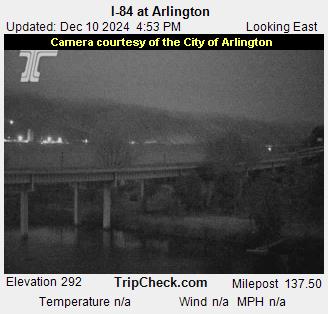 I-84 at Arlington
Updated: Dec 10 2024 4:53 PM Looking East
Camera courtesy of the City of Arlington
Elevation 292 TripCheck.com Milepost 137.50
Temperature n/a Wind n/a MPH n/a